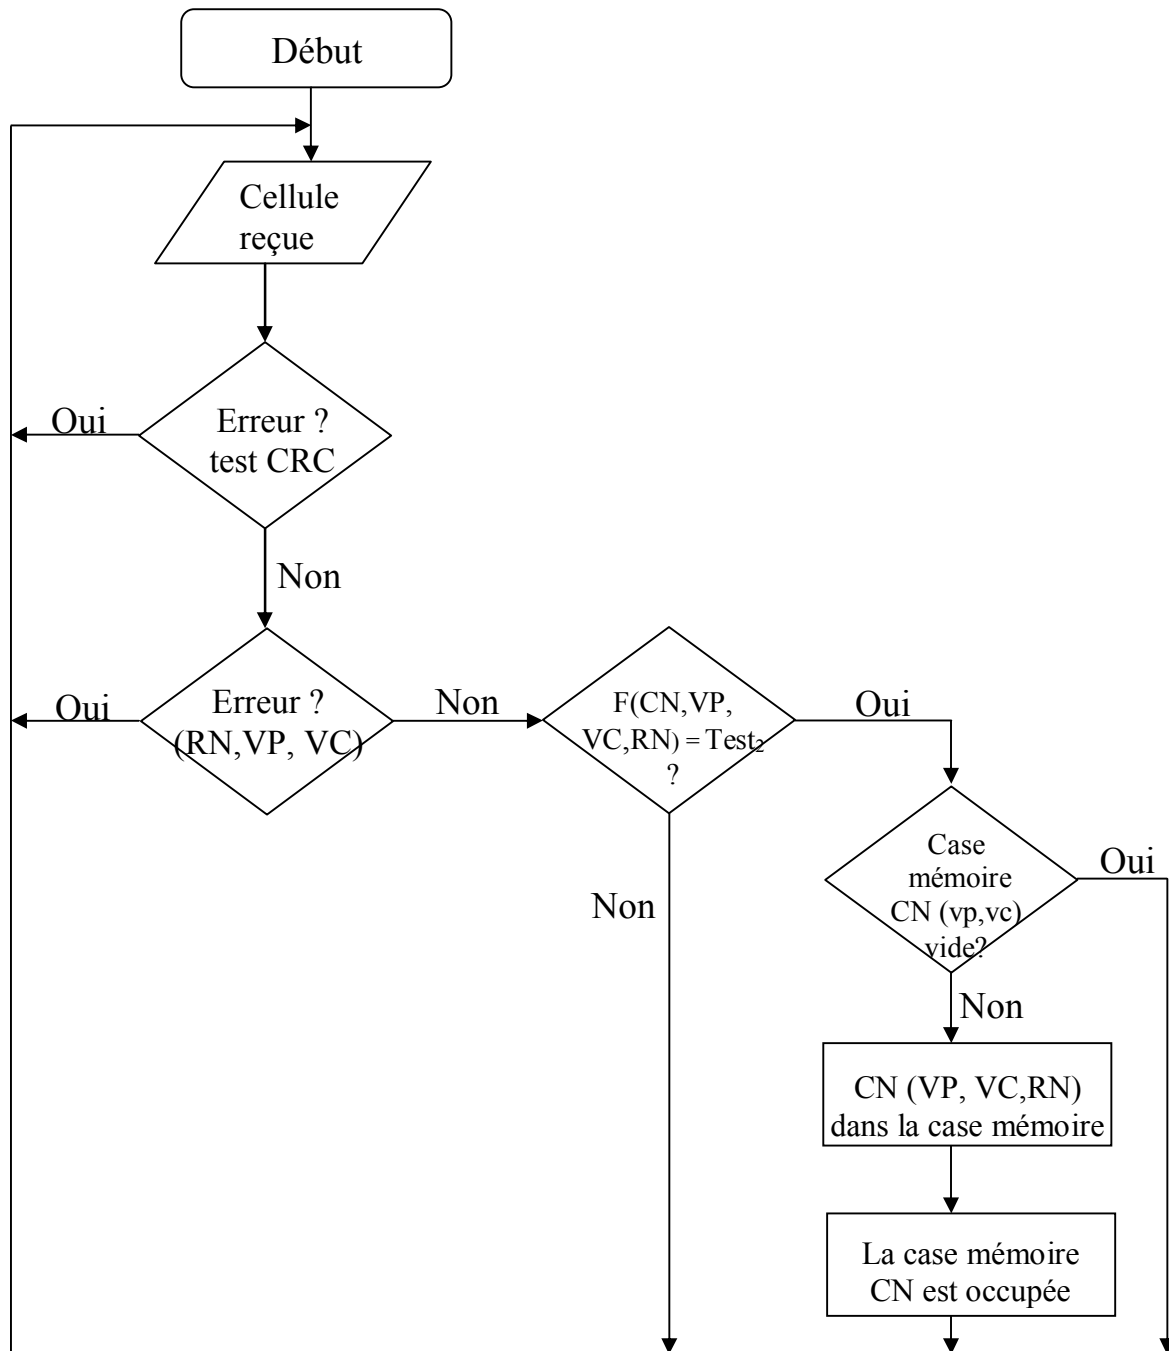 Début
Cellule
reçue
Erreur ?
test CRC
Oui
Non
Erreur ?
(RN,VP, VC)
Oui
Non
F(CN,VP,
VC,RN) = Test₂
?
Oui
Non
Case
mémoire
CN (vp,vc)
vide?
Oui
Non
CN (VP, VC,RN)
dans la case mémoire
La case mémoire
CN est occupée